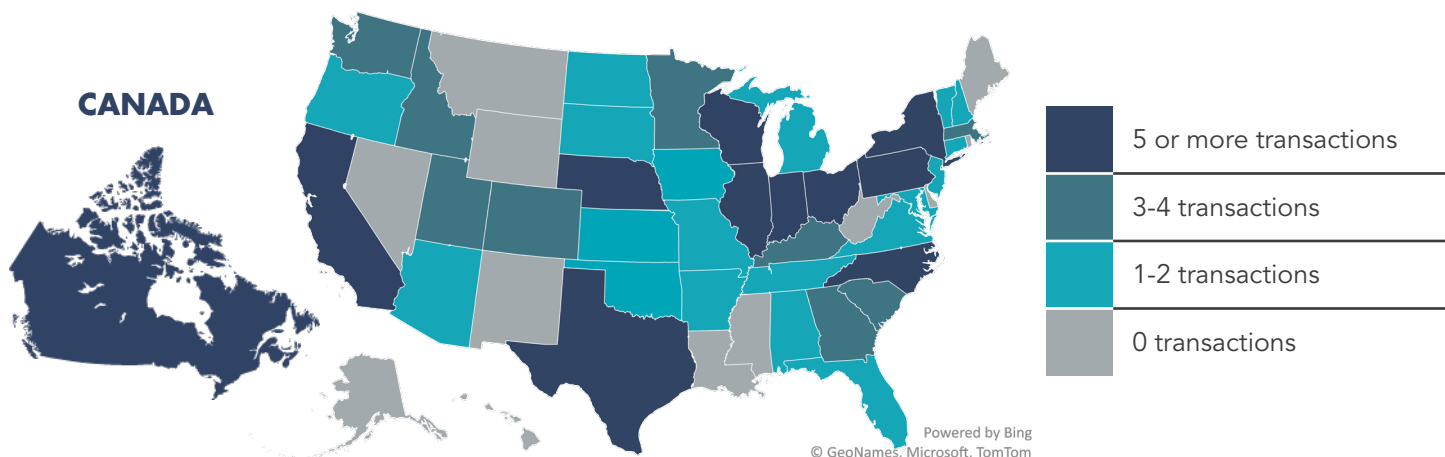 CANADA
5 or more transactions
3-4 transactions
1-2 transactions
0 transactions
Powered by Bing
© GeoNames, Microsoft, TomTom